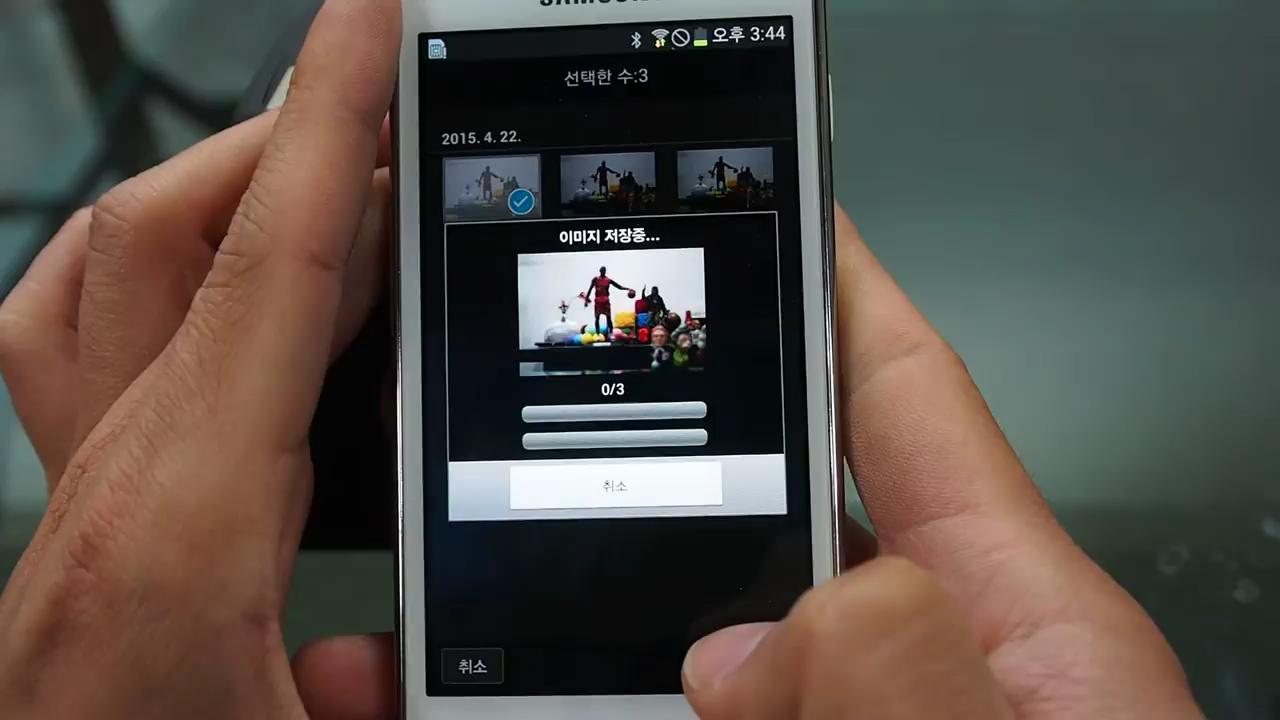 SAMSUNG
오후 3:44
선택한 수:3
2015. 4. 22.
이미지 저장중...
0/3
취소
취소